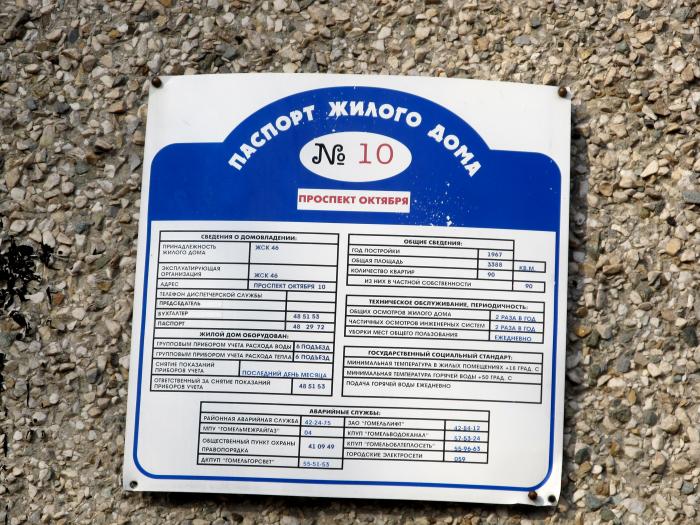 ПАСПОРТ ЖИЛОГО ДОМА
№ 10
ПРОСПЕКТ ОКТЯБРЯ
СВЕДЕНИЯ О ДОМОВЛАДЕНИИ:
ПРИНАДЛЕЖНОСТЬ ЖСК 46
ЖИЛОГО ДОМА
ЭКСПЛУАТИРУЮЩАЯ
ОРГАНИЗАЦИЯ ЖСК 46
АДРЕС ПРОСПЕКТ ОКТЯБРЯ 10
ТЕЛЕФОН ДИСПЕТЧЕРСКОЙ СЛУЖБЫ
ПРЕДСЕДАТЕЛЬ
БУХГАЛТЕР 48 51 53
ПАСПОРТ 48 29 72
ЖИЛОЙ ДОМ ОБОРУДОВАН:
ГРУППОВЫМ ПРИБОРОМ УЧЕТА РАСХОДА ВОДЫ 6 ПОДЪЕЗД
ГРУППОВЫМ ПРИБОРОМ УЧЕТА РАСХОДА ТЕПЛА 6 ПОДЪЕЗД
СНЯТИЕ ПОКАЗАНИЙ
ПРИБОРОВ УЧЕТА ПОСЛЕДНИЙ ДЕНЬ МЕСЯЦА
ОТВЕТСТВЕННЫЙ ЗА СНЯТИЕ ПОКАЗАНИЙ
ПРИБОРОВ УЧЕТА 48 51 53
ОБЩИЕ СВЕДЕНИЯ:
ГОД ПОСТРОЙКИ 1967
ОБЩАЯ ПЛОЩАДЬ 3388 КВ.М.
КОЛИЧЕСТВО КВАРТИР 90
ИЗ НИХ В ЧАСТНОЙ СОБСТВЕННОСТИ 90
ТЕХНИЧЕСКОЕ ОБСЛУЖИВАНИЕ, ПЕРИОДИЧНОСТЬ:
ОБЩИХ ОСМОТРОВ ЖИЛОГО ДОМА 2 РАЗА В ГОД
ЧАСТИЧНЫХ ОСМОТРОВ ИНЖЕНЕРНЫХ СИСТЕМ 2 РАЗА В ГОД
УБОРКИ МЕСТ ОБЩЕГО ПОЛЬЗОВАНИЯ ЕЖЕДНЕВНО
ГОСУДАРСТВЕННЫЙ СОЦИАЛЬНЫЙ СТАНДАРТ:
МИНИМАЛЬНАЯ ТЕМПЕРАТУРА В ЖИЛЫХ ПОМЕЩЕНИЯХ +18 ГРАД. С
МИНИМАЛЬНАЯ ТЕМПЕРАТУРА ГОРЯЧЕЙ ВОДЫ +50 ГРАД. С
ПОДАЧА ГОРЯЧЕЙ ВОДЫ ЕЖЕДНЕВНО
АВАРИЙНЫЕ СЛУЖБЫ:
РАЙОННАЯ АВАРИЙНАЯ СЛУЖБА 42-24-75
МПУ "ГОМЕЛЬМЕЖРАЙГАЗ" 04
ОБЩЕСТВЕННЫЙ ПУНКТ ОХРАНЫ 41 09 49
ПРАВОПОРЯДКА
ДКПУП "ГОМЕЛЬГОРСВЕТ" 55-51-53
ЗАО "ГОМЕЛЬЛИФТ" 42-84-12
КПУП "ГОМЕЛЬВОДОКАНАЛ" 57-53-24
КПУП "ГОМЕЛЬОБЛТЕПЛОСЕТЬ" 55-96-63
ГОРОДСКИЕ ЭЛЕКТРОСЕТИ 059